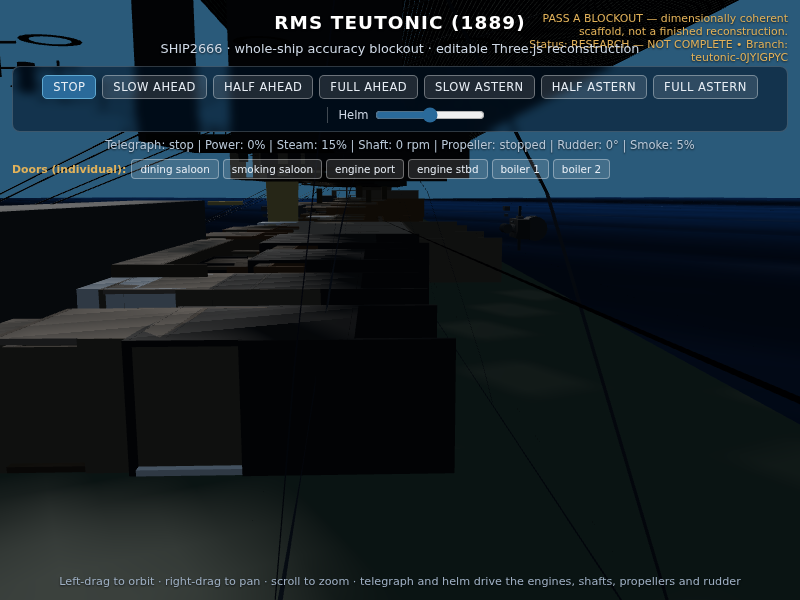 RMS TEUTONIC (1889)
SHIP2666 · whole-ship accuracy blockout · editable Three.js reconstruction
PASS A BLOCKOUT — dimensionally coherent
scaffold, not a finished reconstruction.
Status: RESEARCH — NOT COMPLETE • Branch:
teutonic-0JYIGPYC
STOP SLOW AHEAD HALF AHEAD FULL AHEAD SLOW ASTERN HALF ASTERN FULL ASTERN
Helm
Telegraph: stop | Power: 0% | Steam: 15% | Shaft: 0 rpm | Propeller: stopped | Rudder: 0° | Smoke: 5%
Doors (individual): dining saloon smoking saloon engine port engine stbd boiler 1 boiler 2
Left-drag to orbit · right-drag to pan · scroll to zoom · telegraph and helm drive the engines, shafts, propellers and rudder